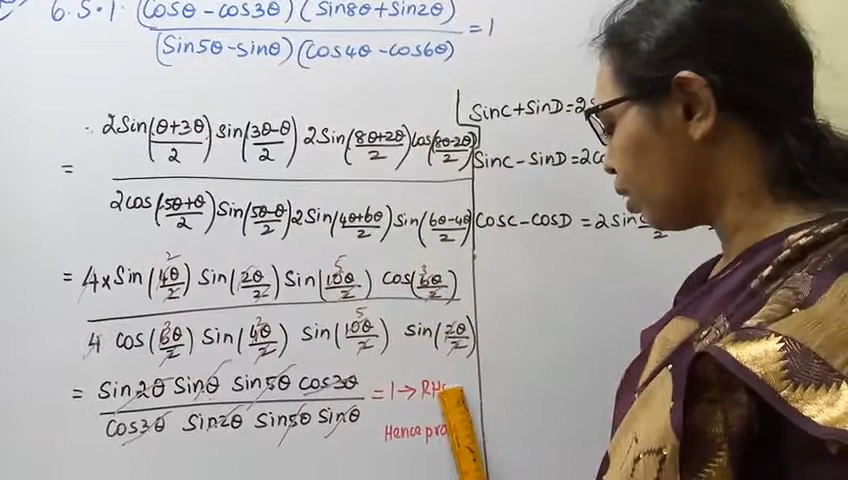 6.5.1. (cosθ - cos3θ) (sin8θ + sin2θ) / (sin5θ - sinθ) (cos4θ - cos6θ) = 1
= 2sin((θ+3θ)/2) sin((3θ-θ)/2) 2sin((8θ+2θ)/2) cos((8θ-2θ)/2) / 2cos((5θ+θ)/2) sin((5θ-θ)/2) 2sin((4θ+6θ)/2) sin((6θ-4θ)/2)
= 4 x sin(4θ/2) sin(2θ/2) sin(10θ/2) cos(6θ/2) / 4 cos(6θ/2) sin(4θ/2) sin(10θ/2) sin(2θ/2)
= sin2θ sinθ sin5θ cos3θ / cos3θ sin2θ sin5θ sinθ = 1 → RHS
Hence
sinC + sinD =
sinC - sinD =
cosC - cosD =